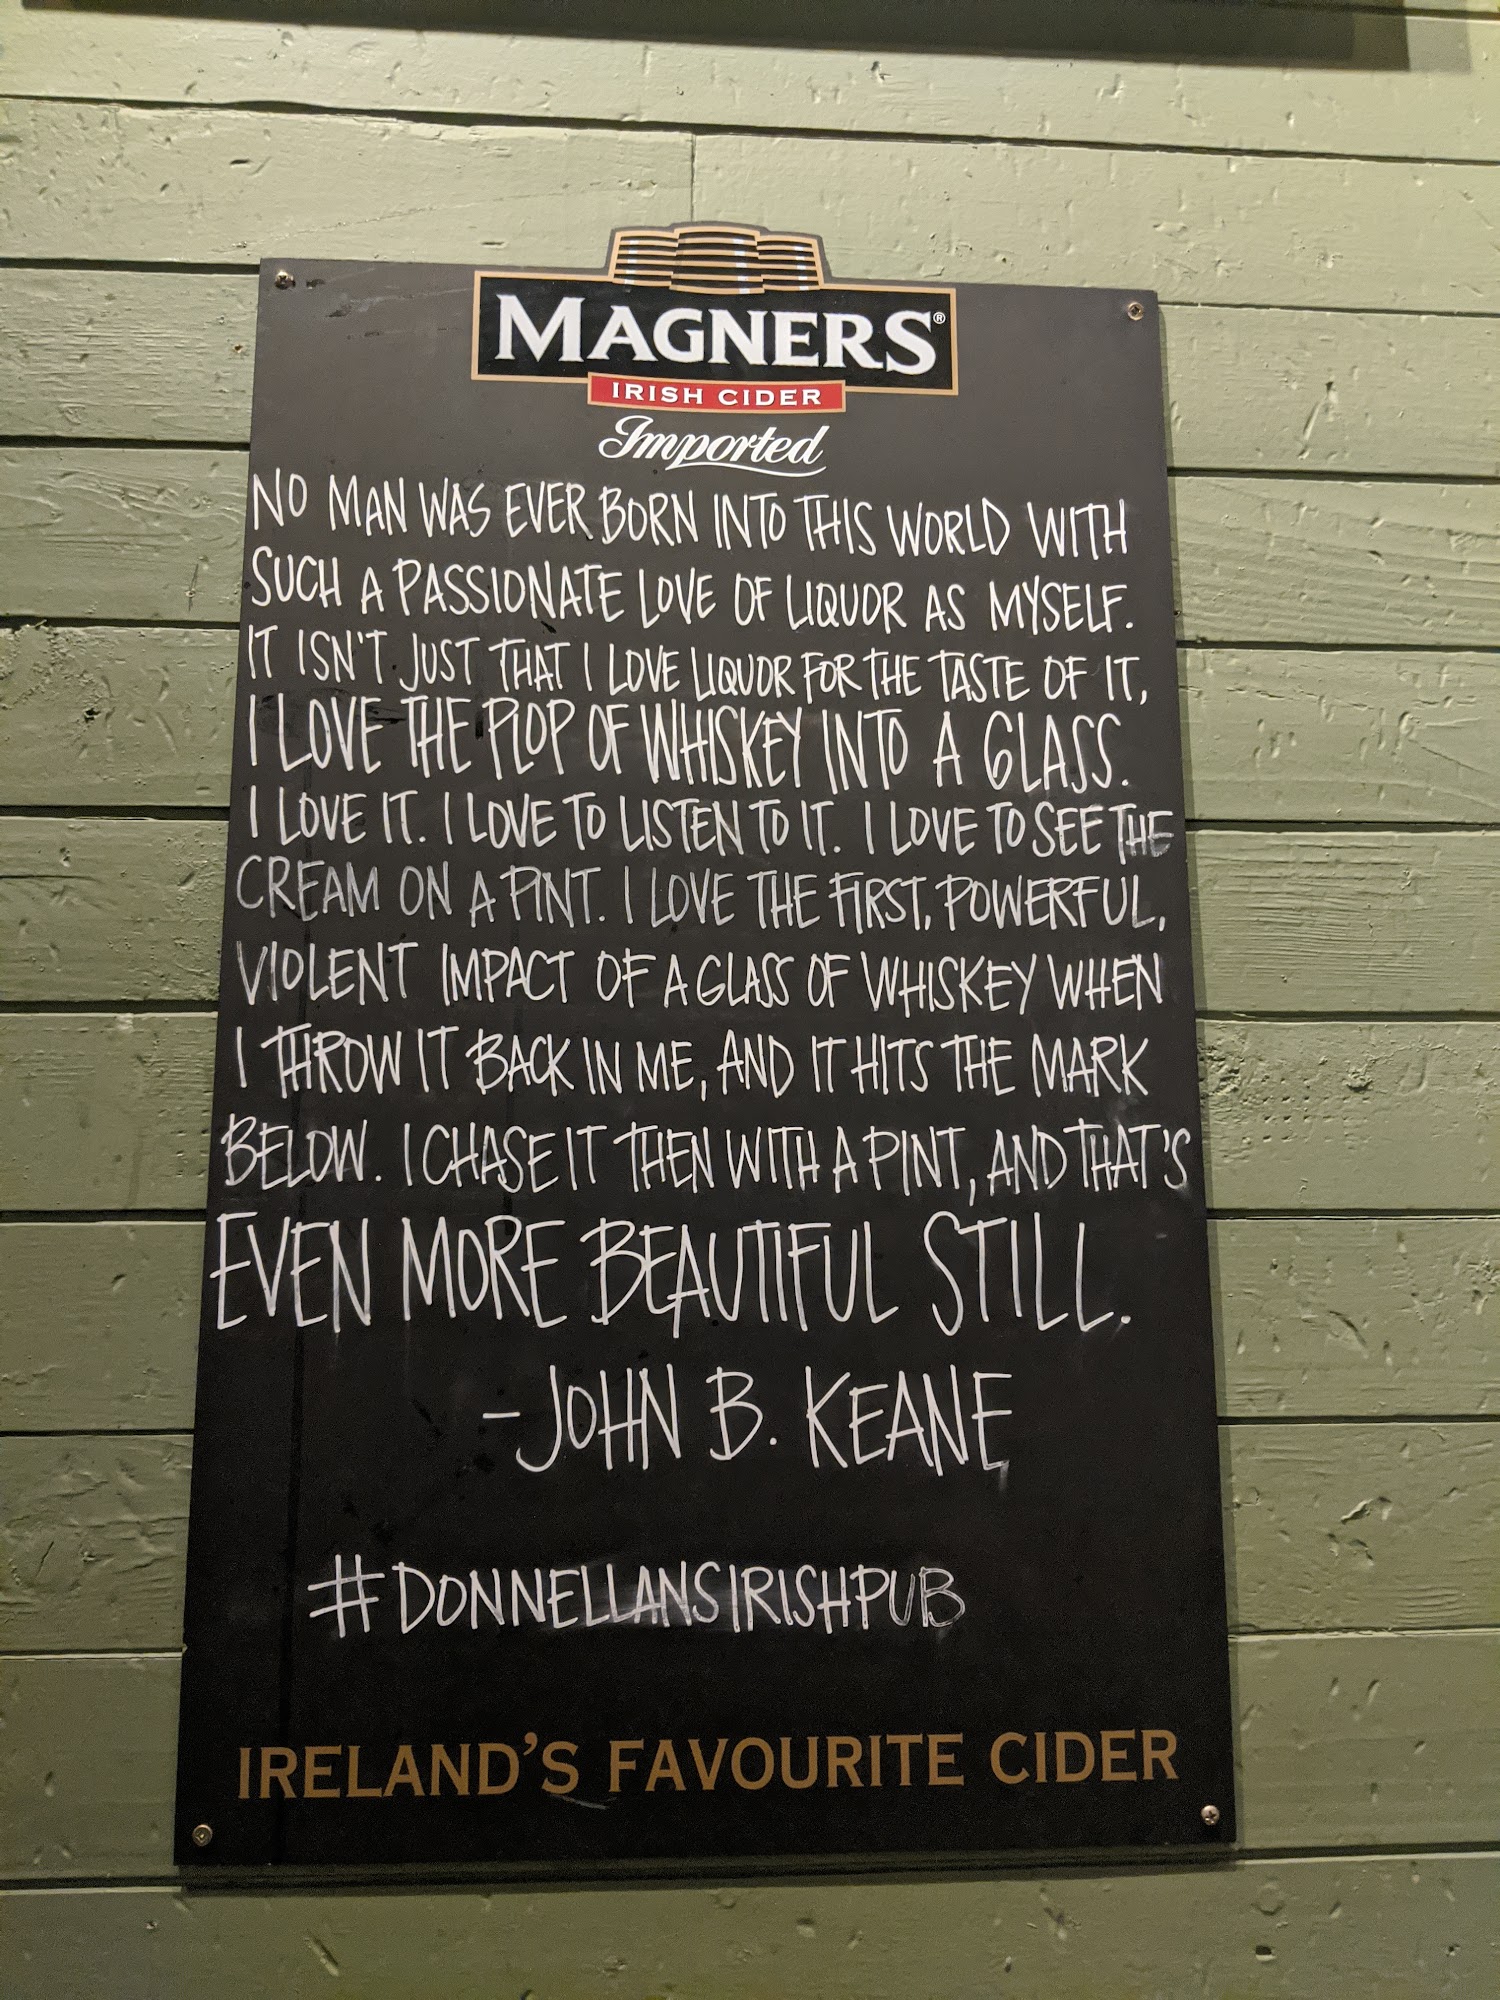 MAGNERS®
IRISH CIDER
Imported
NO MAN WAS EVER BORN INTO THIS WORLD WITH
SUCH A PASSIONATE LOVE OF LIQUOR AS MYSELF.
IT ISN'T JUST THAT I LOVE LIQUOR FOR THE TASTE OF IT,
I LOVE THE PLOP OF WHISKEY INTO A GLASS.
I LOVE IT. I LOVE TO LISTEN TO IT. I LOVE TO SEE THE
CREAM ON A PINT. I LOVE THE FIRST, POWERFUL,
VIOLENT IMPACT OF A GLASS OF WHISKEY WHEN
I THROW IT BACK IN ME, AND IT HITS THE MARK
BELOW. I CHASE IT THEN WITH A PINT, AND THAT'S
EVEN MORE BEAUTIFUL STILL.
-JOHN B. KEANE
#DONNELLANSIRISHPUB
IRELAND'S FAVOURITE CIDER